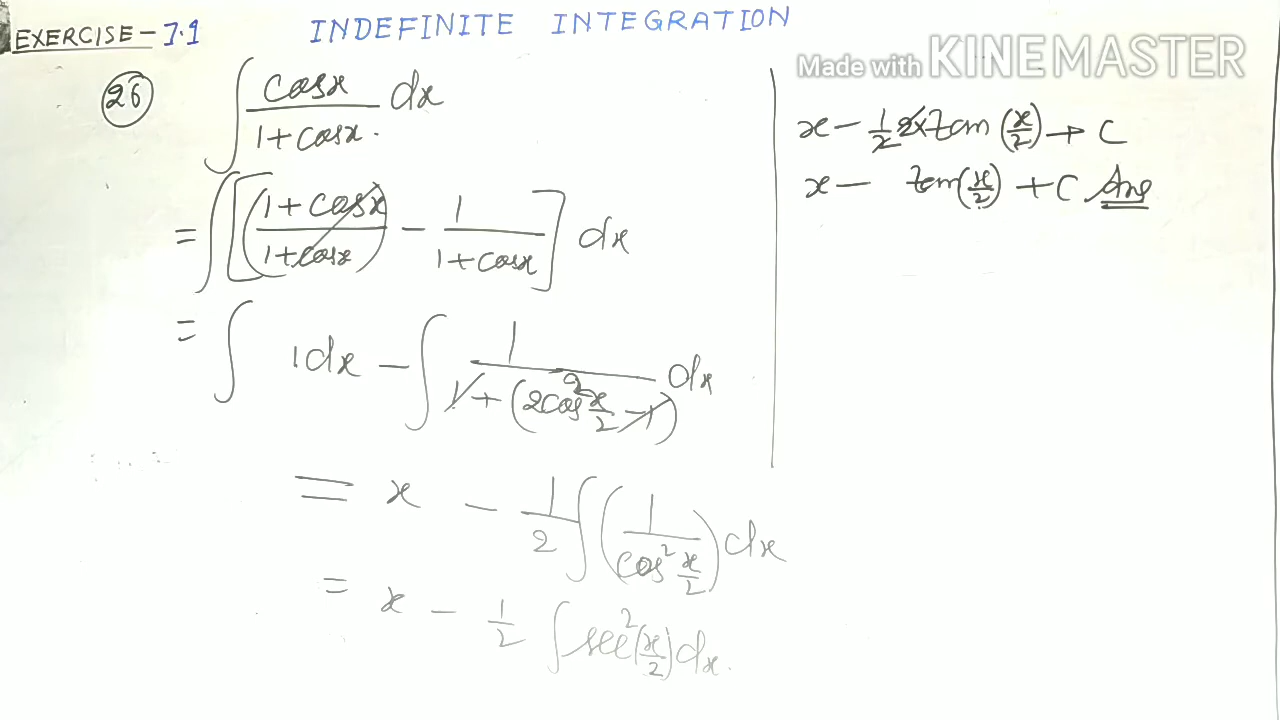 EXERCISE - 7.1 INDEFINITE INTEGRATION
Made with KINEMASTER
26 ∫ cosx / (1 + cosx) dx
= ∫ [ ( (1 + cosx) / (1 + cosx) ) - 1 / (1 + cosx) ] dx
= ∫ 1 dx - ∫ 1 / (1 + (2cos² x/2 - 1)) dx
= x - 1/2 ∫ ( 1 / cos² x/2 ) dx
= x - 1/2 ∫ sec² (x/2) dx.
x - 1/2 2 x tan (x/2) + C
x - tan (x/2) + C Ans